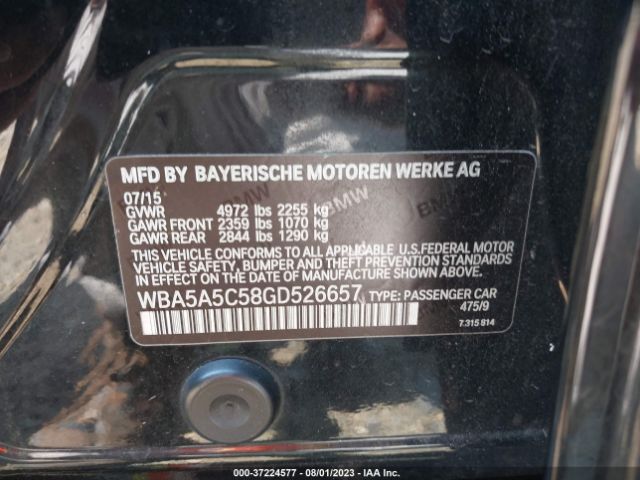 MFD BY BAYERISCHE MOTOREN WERKE AG
07/15
GVWR 4972 lbs 2255 kg
GAWR FRONT 2359 lbs 1070 kg
GAWR REAR 2844 lbs 1290 kg
THIS VEHICLE CONFORMS TO ALL APPLICABLE U.S.FEDERAL MOTOR
VEHICLE SAFETY, BUMPER AND THEFT PREVENTION STANDARDS
IN EFFECT ON THE DATE OF MANUFACTURE SHOWN ABOVE.
WBA5A5C58GD526657 TYPE: PASSENGER CAR
475/9
7.315 814
000-37224577 - 08/01/2023 - IAA Inc.